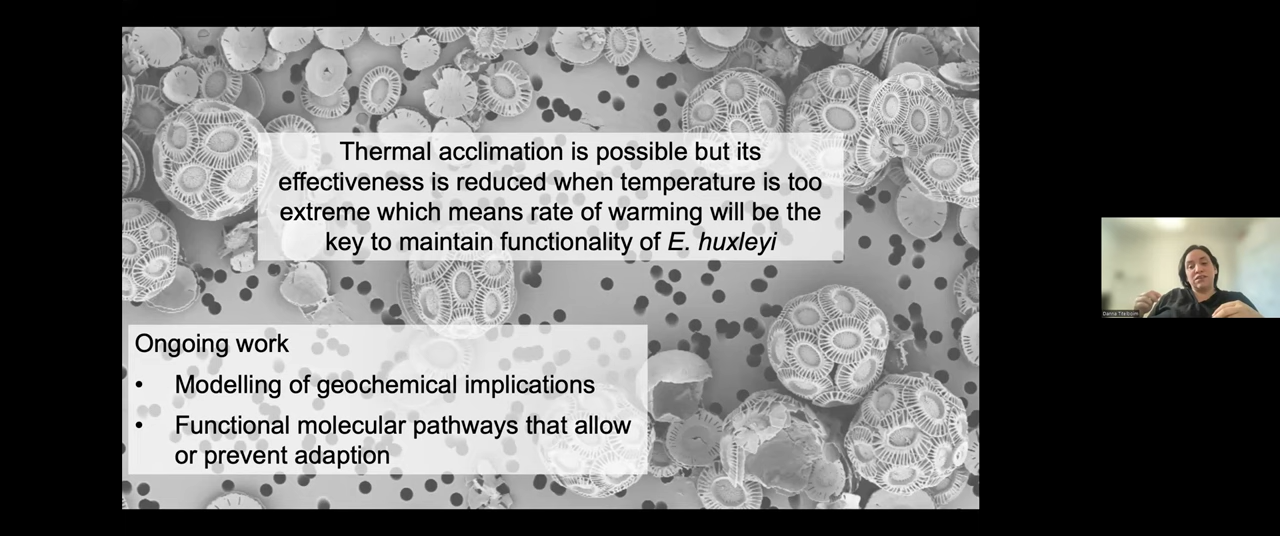 Thermal acclimation is possible but its
effectiveness is reduced when temperature is too
extreme which means rate of warming will be the
key to maintain functionality of E. huxleyi
Ongoing work
• Modelling of geochemical implications
• Functional molecular pathways that allow
or prevent adaption